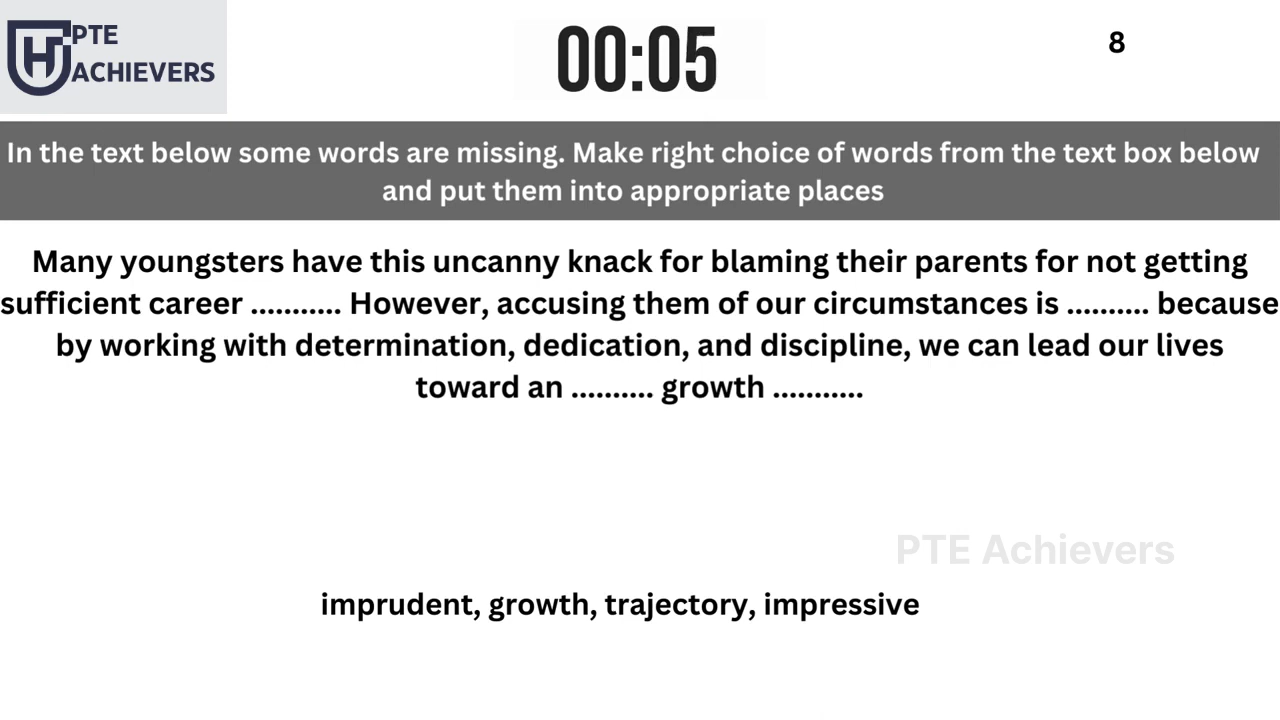 PTE
ACHIEVERS
00:05
8
In the text below some words are missing. Make right choice of words from the text box below
and put them into appropriate places
Many youngsters have this uncanny knack for blaming their parents for not getting
sufficient career ........... However, accusing them of our circumstances is .......... because
by working with determination, dedication, and discipline, we can lead our lives
toward an .......... growth ...........
PTE Achievers
imprudent, growth, trajectory, impressive